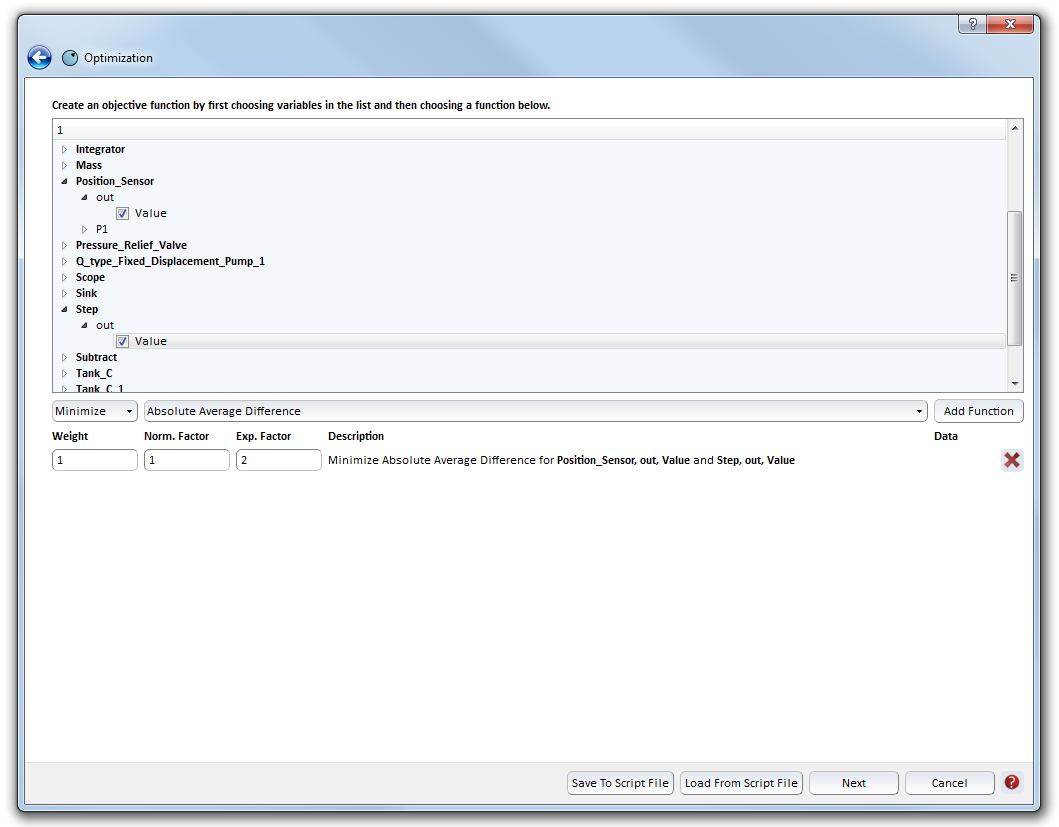 ?
Optimization
Create an objective function by first choosing variables in the list and then choosing a function below.
1
Integrator
Mass
Position_Sensor
out
Value
P1
Pressure_Relief_Valve
Q_type_Fixed_Displacement_Pump_1
Scope
Sink
Step
out
Value
Subtract
Tank_C
Tank_C_1
Minimize Absolute Average Difference Add Function
Weight Norm. Factor Exp. Factor Description Data
1 1 2 Minimize Absolute Average Difference for Position_Sensor, out, Value and Step, out, Value
Save To Script File Load From Script File Next Cancel ?